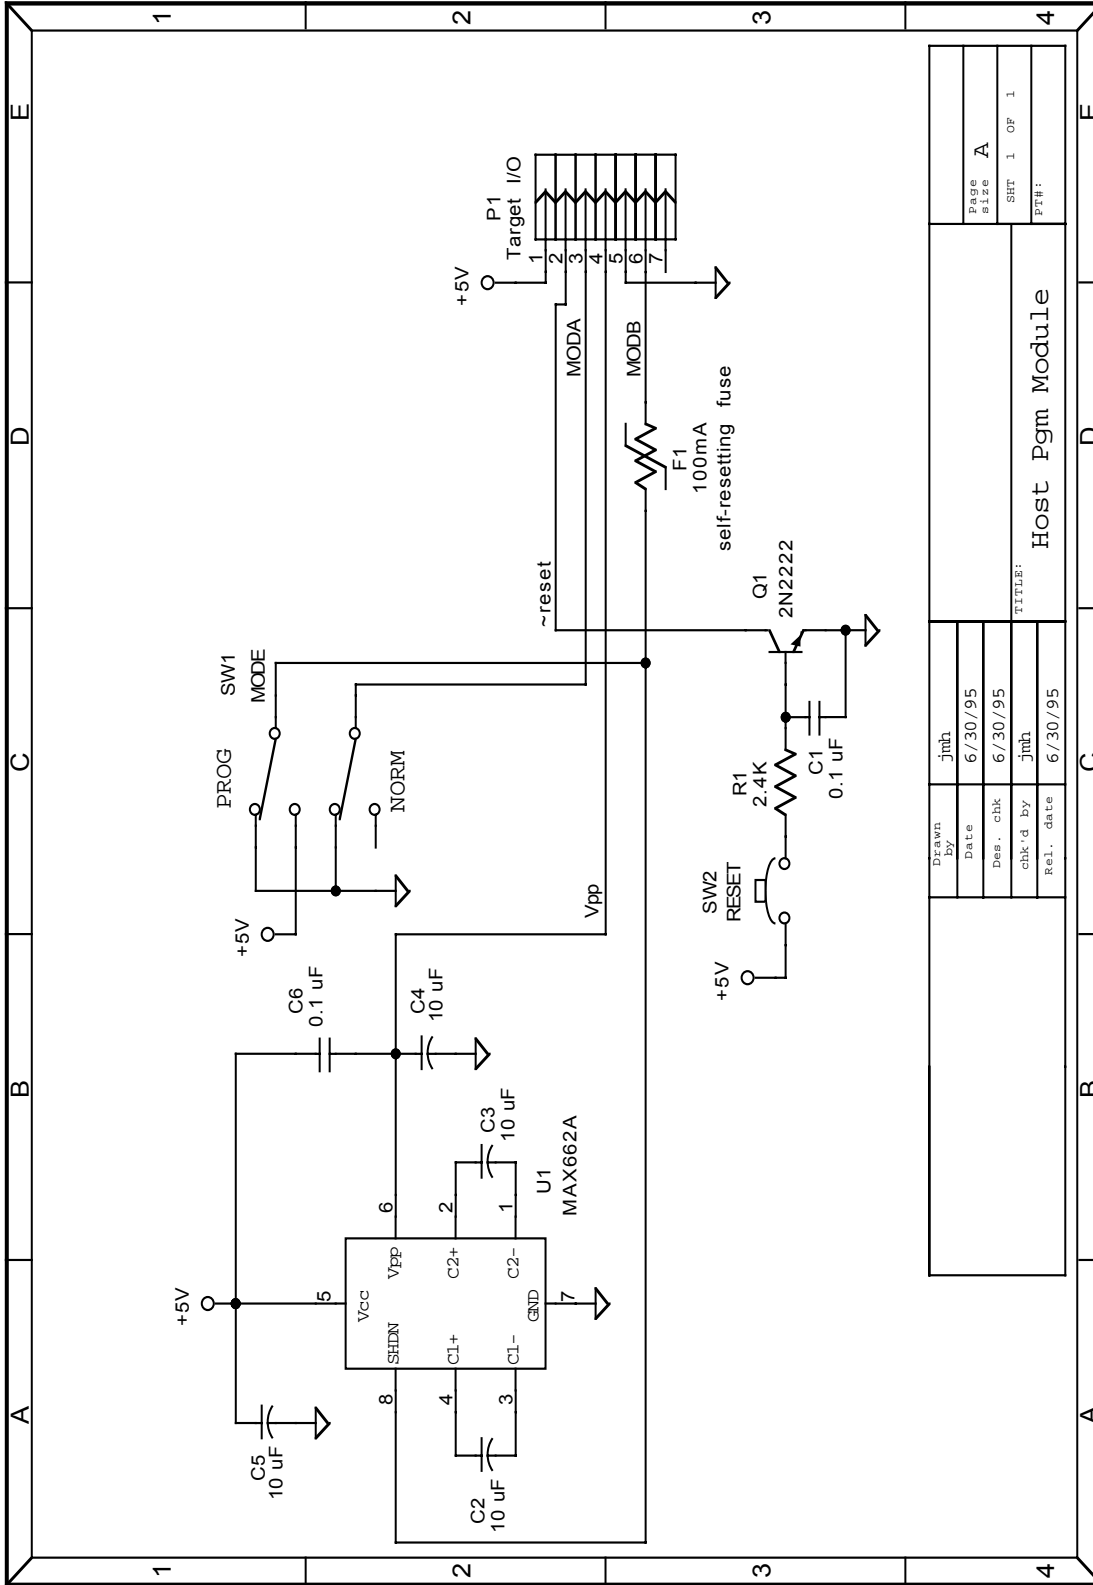 A B C D E
1
2
3
4
1
2
3
4
+5V
C5
10 uF
5
Vcc
8
SHDN
Vpp
6
4
C1+
C2+
2
3
C1-
C2-
1
GND
7
C2
10 uF
C3
10 uF
U1
MAX662A
C6
0.1 uF
C4
10 uF
Vpp
+5V
PROG
NORM
SW1
MODE
~reset
MODA
MODB
F1
100mA
self-resetting fuse
+5V
P1
Target I/O
1
2
3
4
5
6
7
+5V
SW2
RESET
R1
2.4K
C1
0.1 uF
Q1
2N2222
Drawn
by
jmh
Date
6/30/95
Des. chk
6/30/95
chk'd by
jmh
Rel. date
6/30/95
TITLE:
Host Pgm Module
Page
size
A
SHT 1 OF 1
PT#:
A B C D E